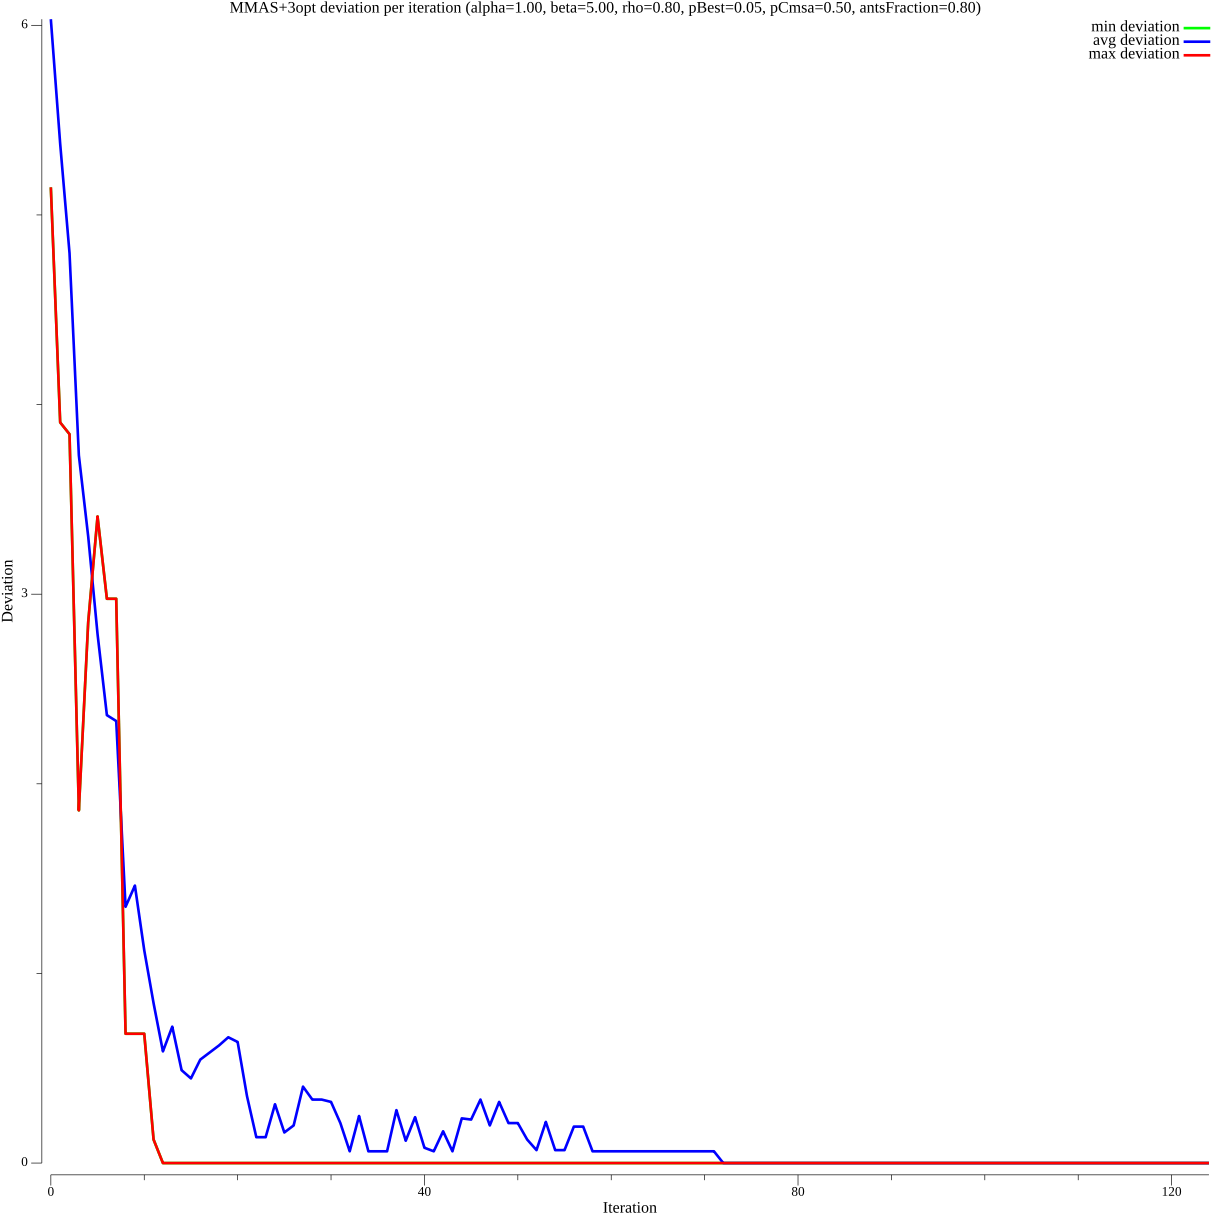 MMAS+3opt deviation per iteration (alpha=1.00, beta=5.00, rho=0.80, pBest=0.05, pCmsa=0.50, antsFraction=0.80)
min deviation
avg deviation
max deviation
6
3
0
Deviation
0 40 80 120
Iteration